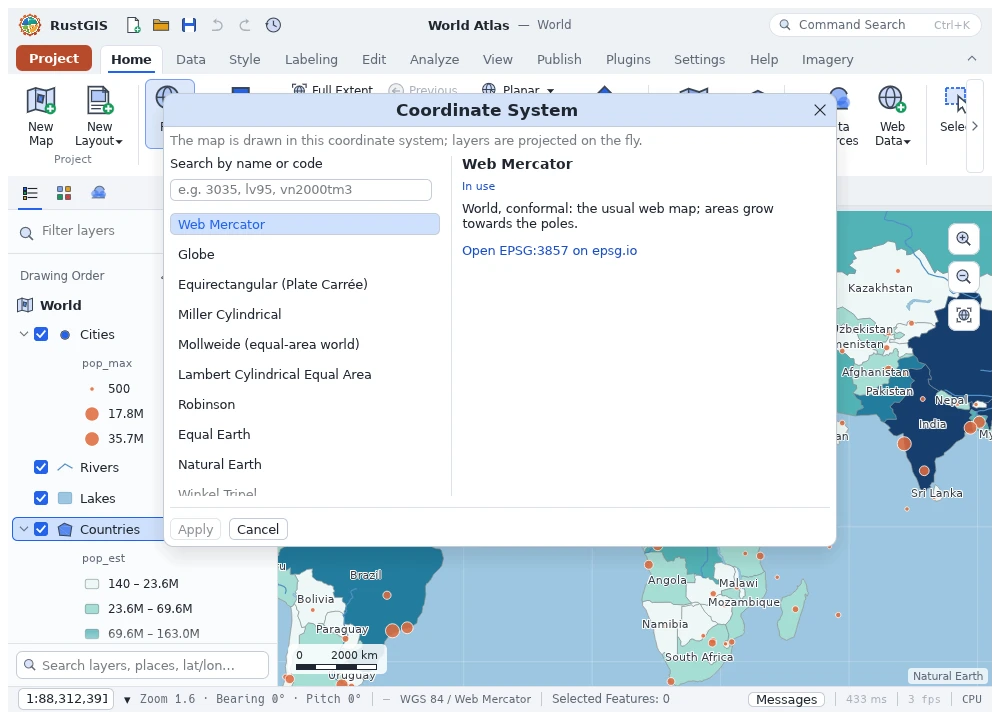 RustGIS
World Atlas — World
Command Search Ctrl+K
Project Home Data Style Labeling Edit Analyze View Publish Plugins Settings Help Imagery
Full Extent Previous Planar
New Map
New Layout
Web Data
Project
Coordinate System
The map is drawn in this coordinate system; layers are projected on the fly.
Search by name or code
e.g. 3035, lv95, vn2000tm3
Web Mercator
Globe
Equirectangular (Plate Carrée)
Miller Cylindrical
Mollweide (equal-area world)
Lambert Cylindrical Equal Area
Robinson
Equal Earth
Natural Earth
Winkel Tripel
Web Mercator
In use
World, conformal: the usual web map; areas grow
towards the poles.
Open EPSG:3857 on epsg.io
Apply Cancel
Filter layers
Drawing Order
World
Cities
pop_max
500
17.8M
35.7M
Rivers
Lakes
Countries
pop_est
140 – 23.6M
23.6M – 69.6M
69.6M – 163.0M
Search layers, places, lat/lon...
Kazakhstan
Uzbekistan
Afghanistan
Pakistan
Nepal
India
Sri Lanka
Brazil
Bolivia
Paraguay
Uruguay
Angola
Malawi
Mozambique
Namibia
South Africa
0 2000 km
Natural Earth
1:88,312,391 Zoom 1.6 · Bearing 0° · Pitch 0° — WGS 84 / Web Mercator Selected Features: 0 Messages 433 ms 3 fps CPU